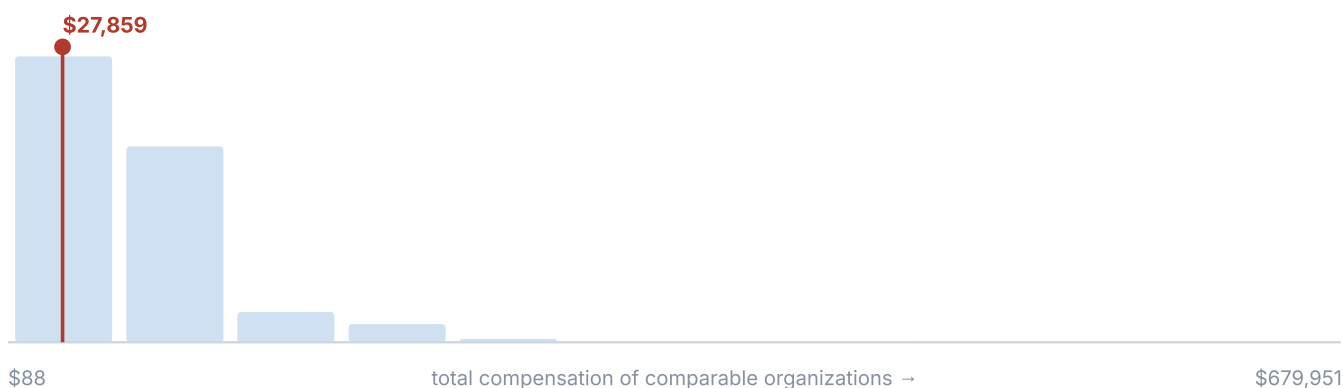 $27,859
$88
total compensation of comparable organizations →
$679,951